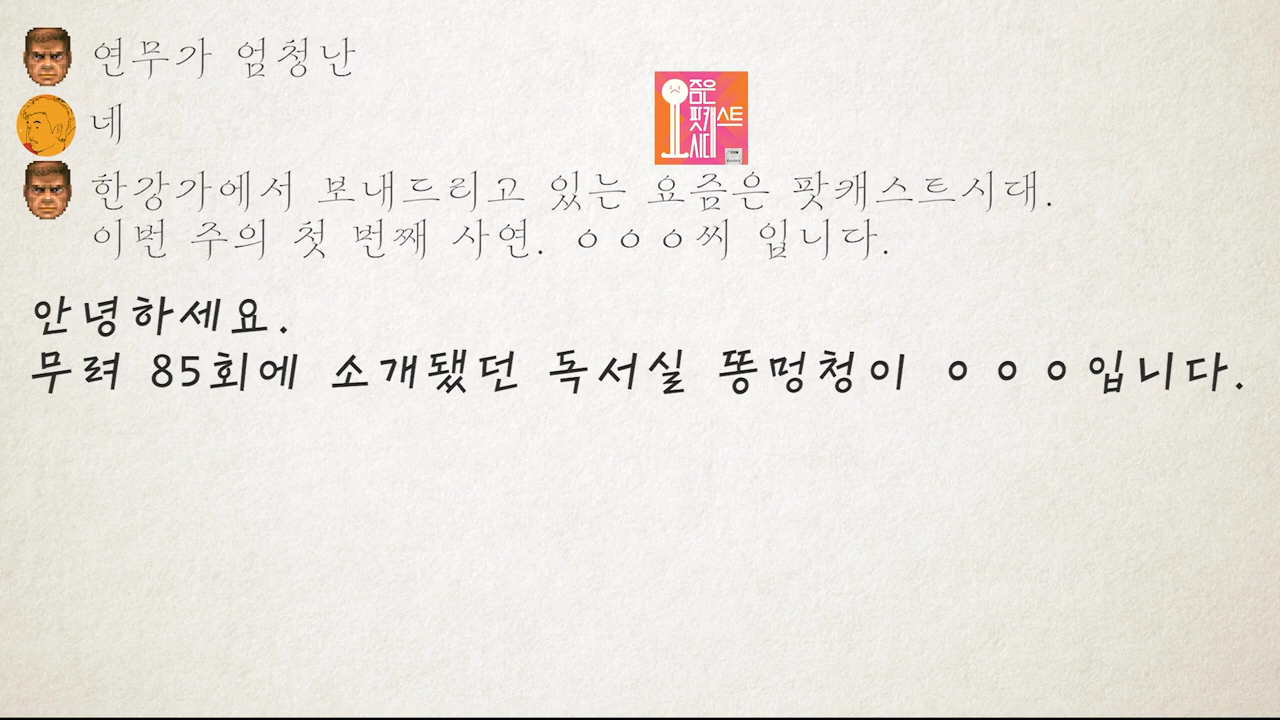 연무가 엄청난
네
요즘은
팟캐스트
시대
한강가에서 보내드리고 있는 요즘은 팟캐스트시대.
이번 주의 첫 번째 사연. ㅇㅇㅇ씨 입니다.
안녕하세요.
무려 85회에 소개됐던 독서실 똥멍청이 ㅇㅇㅇ입니다.